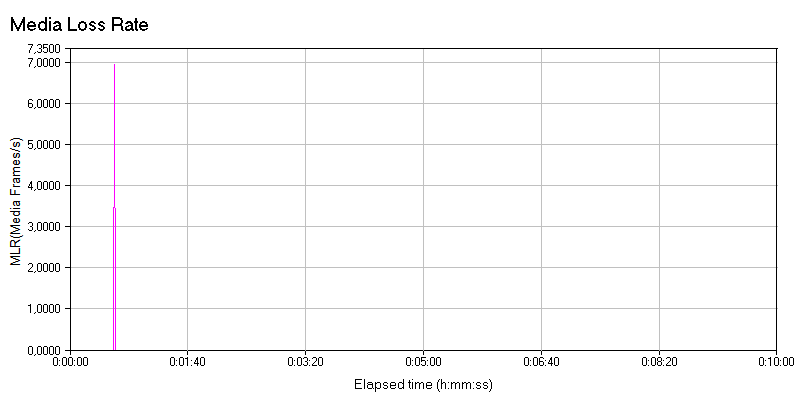 Media Loss Rate
7,3500
7,0000
6,0000
5,0000
4,0000
3,0000
2,0000
1,0000
0,0000
MLR(Media Frames/s)
0:00:00 0:01:40 0:03:20 0:05:00 0:06:40 0:08:20 0:10:00
Elapsed time (h:mm:ss)